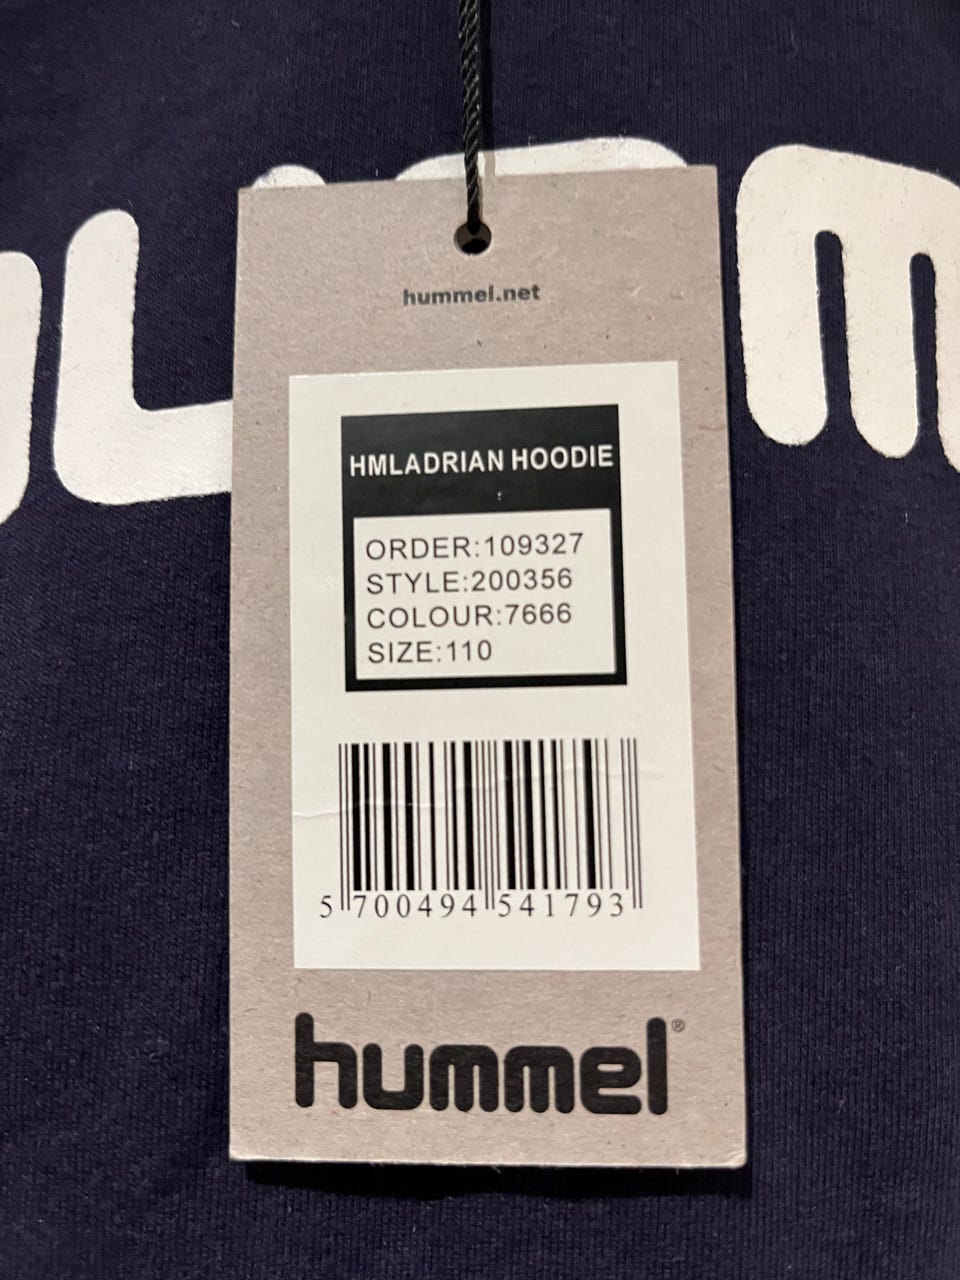 hummel.net
HMLADRIAN HOODIE
ORDER:109327
STYLE:200356
COLOUR:7666
SIZE:110
5 700494 541793
hummel®